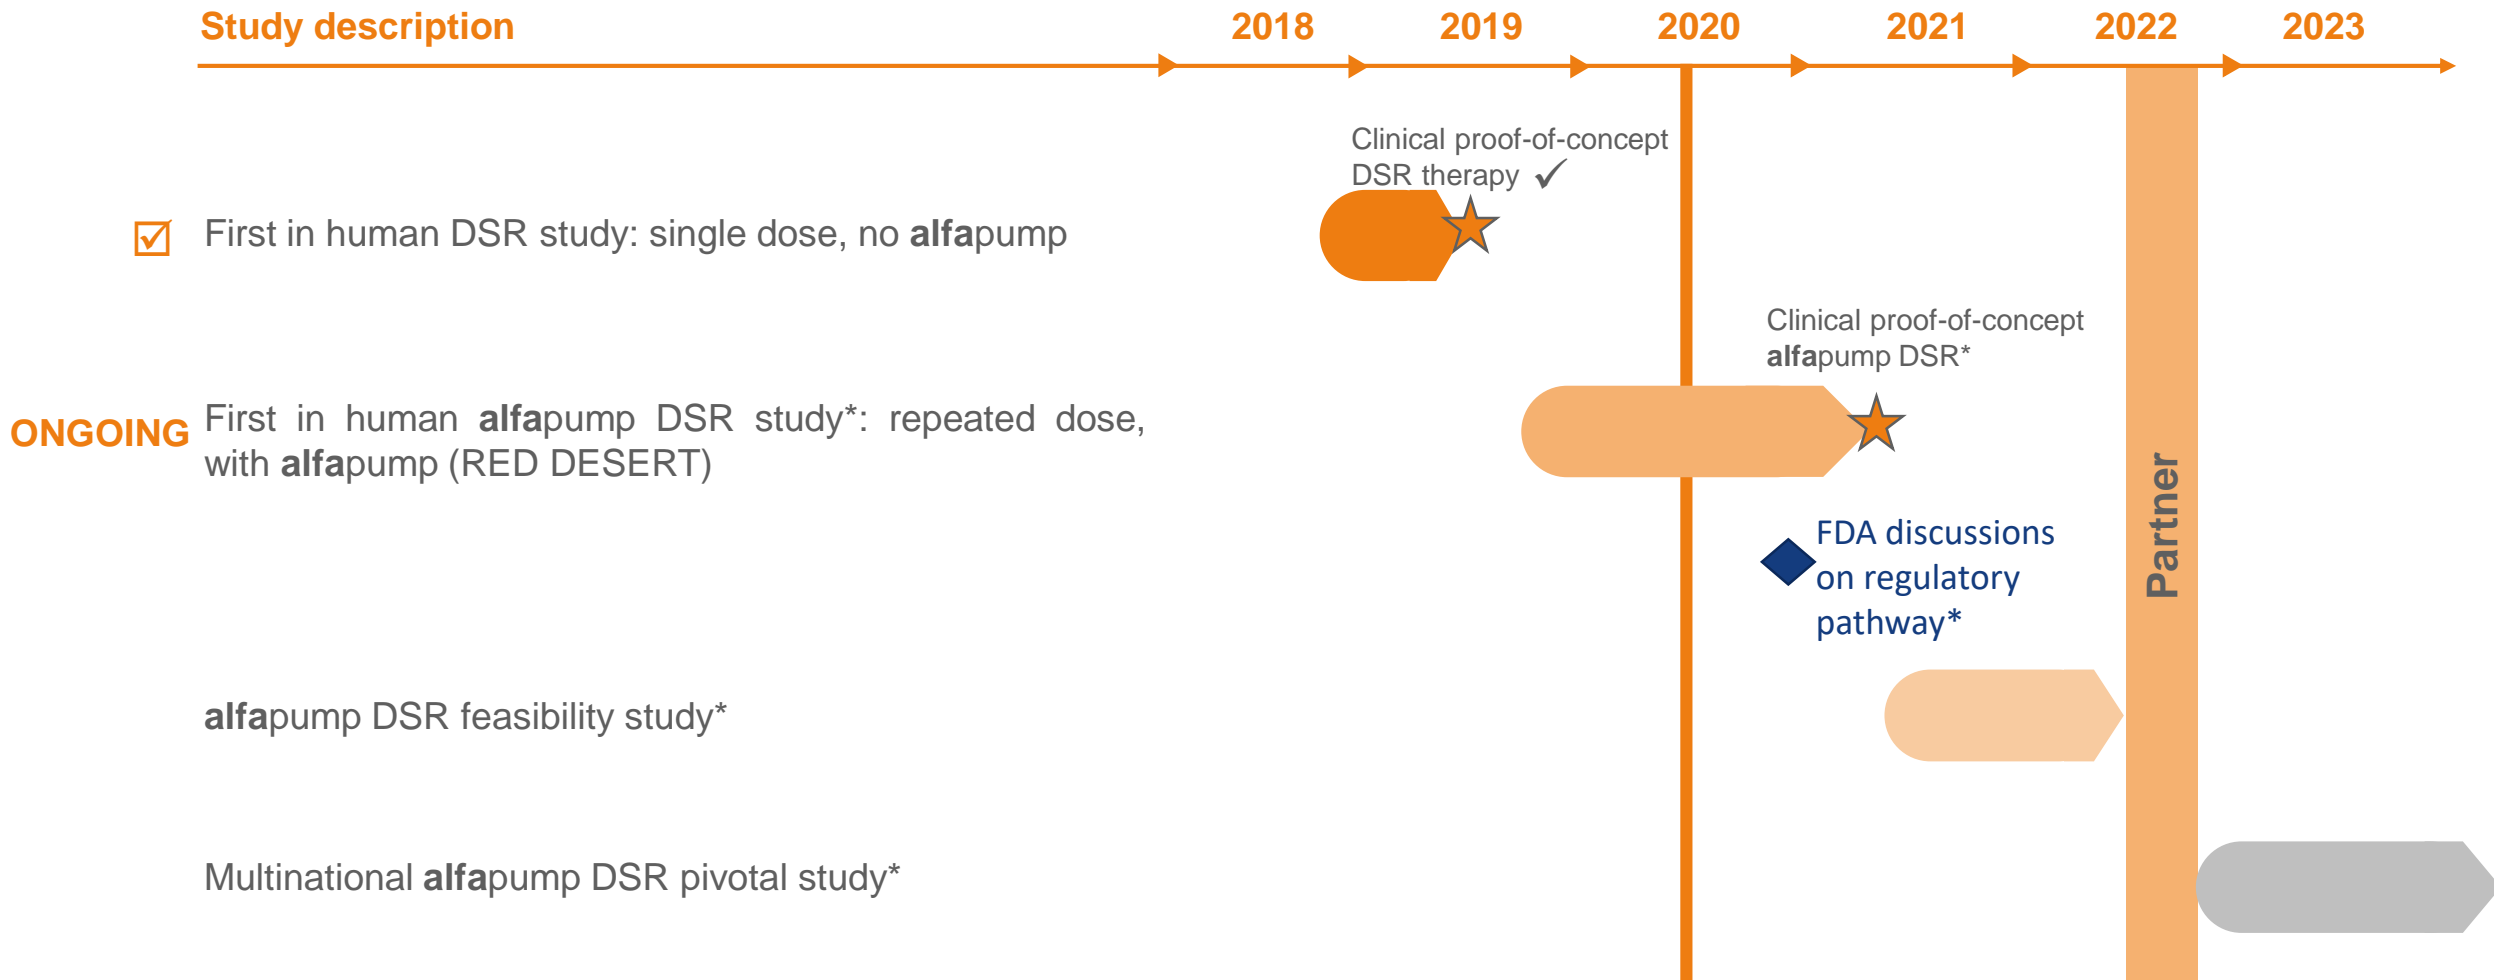 Study description 2018 2019 2020 2021 2022 2023
Clinical proof-of-concept
DSR therapy ✓
First in human DSR study: single dose, no alfapump
Clinical proof-of-concept
alfapump DSR*
ONGOING
First in human alfapump DSR study*: repeated dose,
with alfapump (RED DESERT)
Partner
FDA discussions
on regulatory
pathway*
alfapump DSR feasibility study*
Multinational alfapump DSR pivotal study*